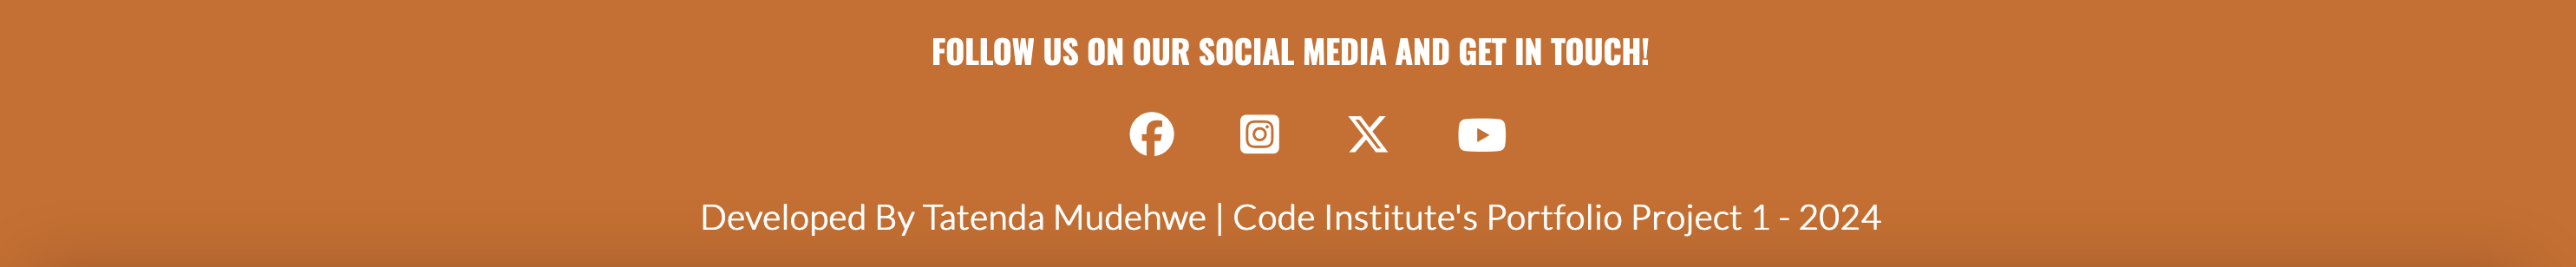 FOLLOW US ON OUR SOCIAL MEDIA AND GET IN TOUCH!
Developed By Tatenda Mudehwe | Code Institute's Portfolio Project 1 - 2024